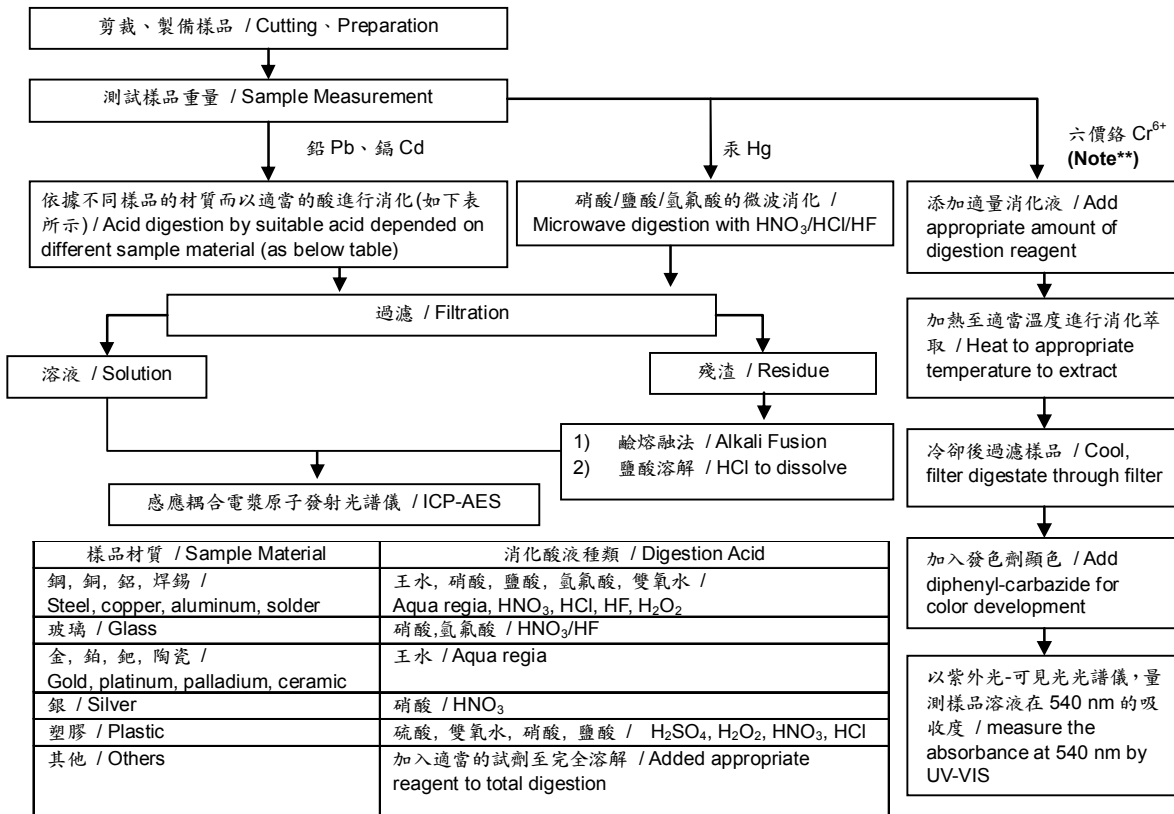 剪裁、製備樣品 / Cutting、Preparation
測試樣品重量 / Sample Measurement
鉛 Pb、鎘 Cd
汞 Hg
六價鉻 Cr⁶⁺
(Note**)
依據不同樣品的材質而以適當的酸進行消化(如下表
所示) / Acid digestion by suitable acid depended on
different sample material (as below table)
硝酸/鹽酸/氫氟酸的微波消化 /
Microwave digestion with HNO₃/HCl/HF
添加適量消化液 / Add
appropriate amount of
digestion reagent
過濾 / Filtration
加熱至適當溫度進行消化萃
取 / Heat to appropriate
temperature to extract
溶液 / Solution
殘渣 / Residue
1) 鹼熔融法 / Alkali Fusion
2) 鹽酸溶解 / HCl to dissolve
冷卻後過濾樣品 / Cool,
filter digestate through filter
感應耦合電漿原子發射光譜儀 / ICP-AES
加入發色劑顯色 / Add
diphenyl-carbazide for
color development
以紫外光-可見光光譜儀，量
測樣品溶液在 540 nm 的吸
收度 / measure the
absorbance at 540 nm by
UV-VIS
樣品材質 / Sample Material
消化酸液種類 / Digestion Acid
鋼, 銅, 鋁, 焊錫 /
Steel, copper, aluminum, solder
王水, 硝酸, 鹽酸, 氫氟酸, 雙氧水 /
Aqua regia, HNO₃, HCl, HF, H₂O₂
玻璃 / Glass
硝酸,氫氟酸 / HNO₃/HF
金, 鉑, 鈀, 陶瓷 /
Gold, platinum, palladium, ceramic
王水 / Aqua regia
銀 / Silver
硝酸 / HNO₃
塑膠 / Plastic
硫酸, 雙氧水, 硝酸, 鹽酸 / H₂SO₄, H₂O₂, HNO₃, HCl
其他 / Others
加入適當的試劑至完全溶解 / Added appropriate
reagent to total digestion